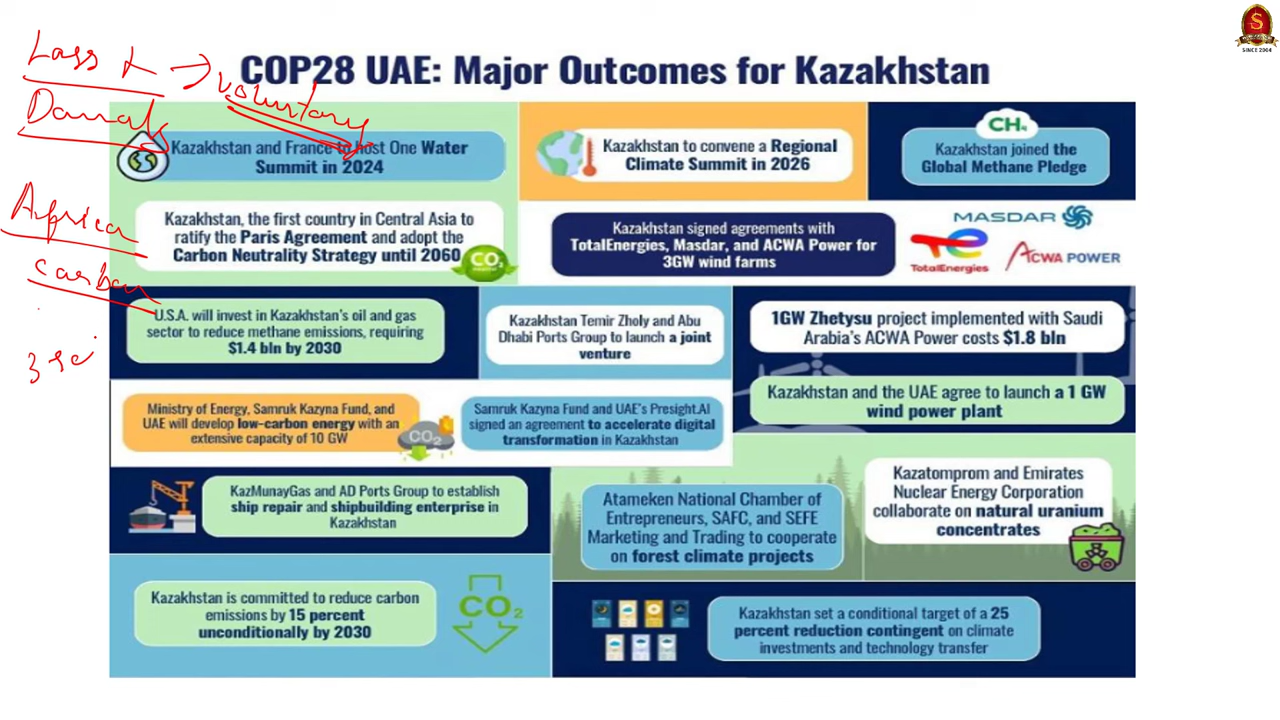 S
SINCE 2004
Loss &
Damage
→ voluntary
COP28 UAE: Major Outcomes for Kazakhstan
Kazakhstan and France to host One Water
Summit in 2024
Kazakhstan to convene a Regional
Climate Summit in 2026
CH₄
Kazakhstan joined the
Global Methane Pledge
Africa
carbon
Kazakhstan, the first country in Central Asia to
ratify the Paris Agreement and adopt the
Carbon Neutrality Strategy until 2060
CO2
Kazakhstan signed agreements with
TotalEnergies, Masdar, and ACWA Power for
3GW wind farms
MASDAR
TotalEnergies
ACWA POWER
U.S.A. will invest in Kazakhstan's oil and gas
sector to reduce methane emissions, requiring
$1.4 bln by 2030
Kazakhstan Temir Zholy and Abu
Dhabi Ports Group to launch a joint
venture
1GW Zhetysu project implemented with Saudi
Arabia's ACWA Power costs $1.8 bln
Kazakhstan and the UAE agree to launch a 1 GW
wind power plant
3
Ministry of Energy, Samruk Kazyna Fund, and
UAE will develop low-carbon energy with an
extensive capacity of 10 GW
CO2
Samruk Kazyna Fund and UAE's Presight.AI
signed an agreement to accelerate digital
transformation in Kazakhstan
KazMunayGas and AD Ports Group to establish
ship repair and shipbuilding enterprise in
Kazakhstan
Atameken National Chamber of
Entrepreneurs, SAFC, and SEFE
Marketing and Trading to cooperate
on forest climate projects
Kazatomprom and Emirates
Nuclear Energy Corporation
collaborate on natural uranium
concentrates
Kazakhstan is committed to reduce carbon
emissions by 15 percent
unconditionally by 2030
CO2
Kazakhstan set a conditional target of a 25
percent reduction contingent on climate
investments and technology transfer